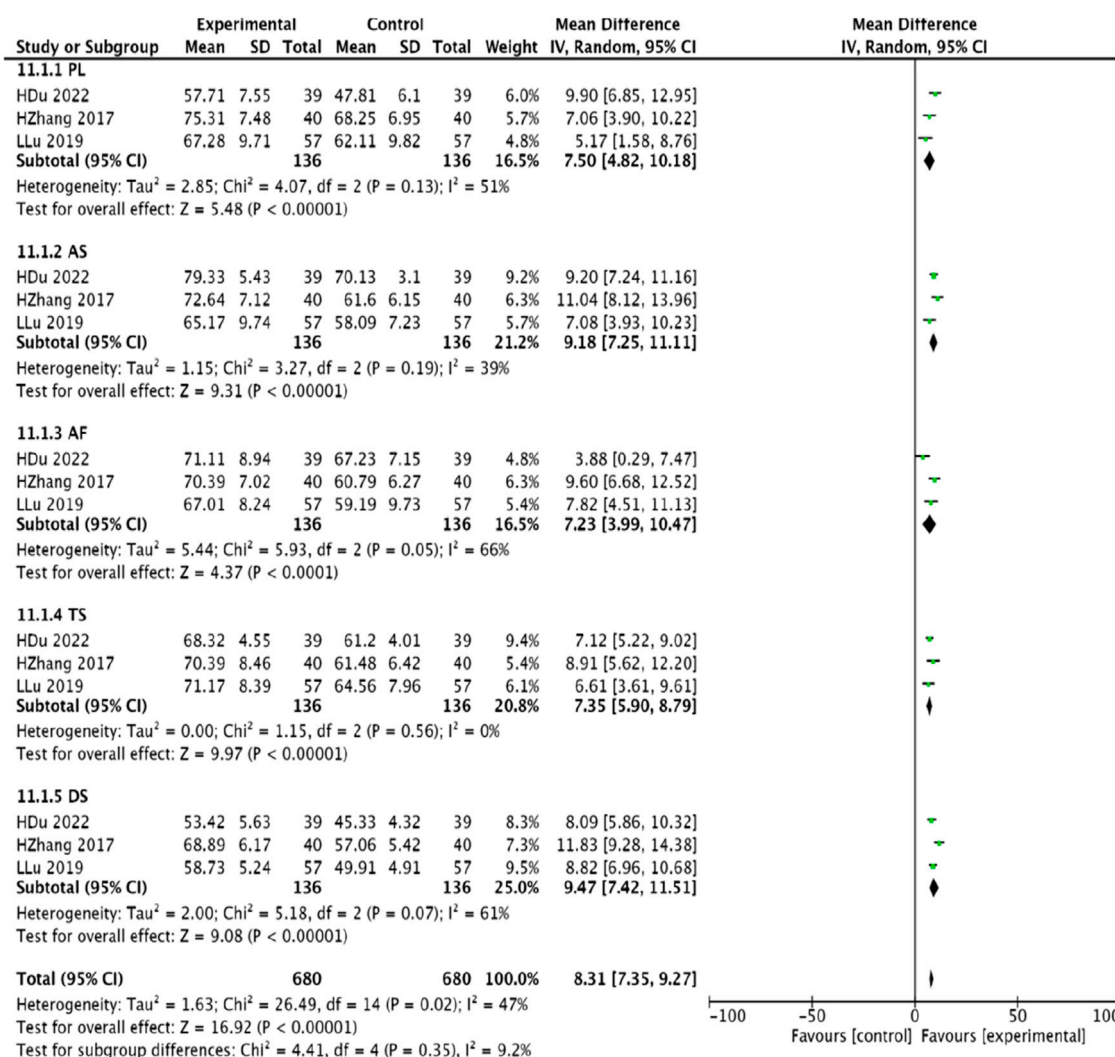 Experimental Control Mean Difference Mean Difference
Study or Subgroup Mean SD Total Mean SD Total Weight IV, Random, 95% CI IV, Random, 95% CI
11.1.1 PL
HDu 2022 57.71 7.55 39 47.81 6.1 39 6.0% 9.90 [6.85, 12.95]
HZhang 2017 75.31 7.48 40 68.25 6.95 40 5.7% 7.06 [3.90, 10.22]
LLu 2019 67.28 9.71 57 62.11 9.82 57 4.8% 5.17 [1.58, 8.76]
Subtotal (95% CI) 136 136 16.5% 7.50 [4.82, 10.18]
Heterogeneity: Tau² = 2.85; Chi² = 4.07, df = 2 (P = 0.13); I² = 51%
Test for overall effect: Z = 5.48 (P < 0.00001)
11.1.2 AS
HDu 2022 79.33 5.43 39 70.13 3.1 39 9.2% 9.20 [7.24, 11.16]
HZhang 2017 72.64 7.12 40 61.6 6.15 40 6.3% 11.04 [8.12, 13.96]
LLu 2019 65.17 9.74 57 58.09 7.23 57 5.7% 7.08 [3.93, 10.23]
Subtotal (95% CI) 136 136 21.2% 9.18 [7.25, 11.11]
Heterogeneity: Tau² = 1.15; Chi² = 3.27, df = 2 (P = 0.19); I² = 39%
Test for overall effect: Z = 9.31 (P < 0.00001)
11.1.3 AF
HDu 2022 71.11 8.94 39 67.23 7.15 39 4.8% 3.88 [0.29, 7.47]
HZhang 2017 70.39 7.02 40 60.79 6.27 40 6.3% 9.60 [6.68, 12.52]
LLu 2019 67.01 8.24 57 59.19 9.73 57 5.4% 7.82 [4.51, 11.13]
Subtotal (95% CI) 136 136 16.5% 7.23 [3.99, 10.47]
Heterogeneity: Tau² = 5.44; Chi² = 5.93, df = 2 (P = 0.05); I² = 66%
Test for overall effect: Z = 4.37 (P < 0.0001)
11.1.4 TS
HDu 2022 68.32 4.55 39 61.2 4.01 39 9.4% 7.12 [5.22, 9.02]
HZhang 2017 70.39 8.46 40 61.48 6.42 40 5.4% 8.91 [5.62, 12.20]
LLu 2019 71.17 8.39 57 64.56 7.96 57 6.1% 6.61 [3.61, 9.61]
Subtotal (95% CI) 136 136 20.8% 7.35 [5.90, 8.79]
Heterogeneity: Tau² = 0.00; Chi² = 1.15, df = 2 (P = 0.56); I² = 0%
Test for overall effect: Z = 9.97 (P < 0.00001)
11.1.5 DS
HDu 2022 53.42 5.63 39 45.33 4.32 39 8.3% 8.09 [5.86, 10.32]
HZhang 2017 68.89 6.17 40 57.06 5.42 40 7.3% 11.83 [9.28, 14.38]
LLu 2019 58.73 5.24 57 49.91 4.91 57 9.5% 8.82 [6.96, 10.68]
Subtotal (95% CI) 136 136 25.0% 9.47 [7.42, 11.51]
Heterogeneity: Tau² = 2.00; Chi² = 5.18, df = 2 (P = 0.07); I² = 61%
Test for overall effect: Z = 9.08 (P < 0.00001)
Total (95% CI) 680 680 100.0% 8.31 [7.35, 9.27]
Heterogeneity: Tau² = 1.63; Chi² = 26.49, df = 14 (P = 0.02); I² = 47%
-100 -50 0 50 100
Test for overall effect: Z = 16.92 (P < 0.00001)
Favours [control] Favours [experimental]
Test for subgroup differences: Chi² = 4.41, df = 4 (P = 0.35), I² = 9.2%